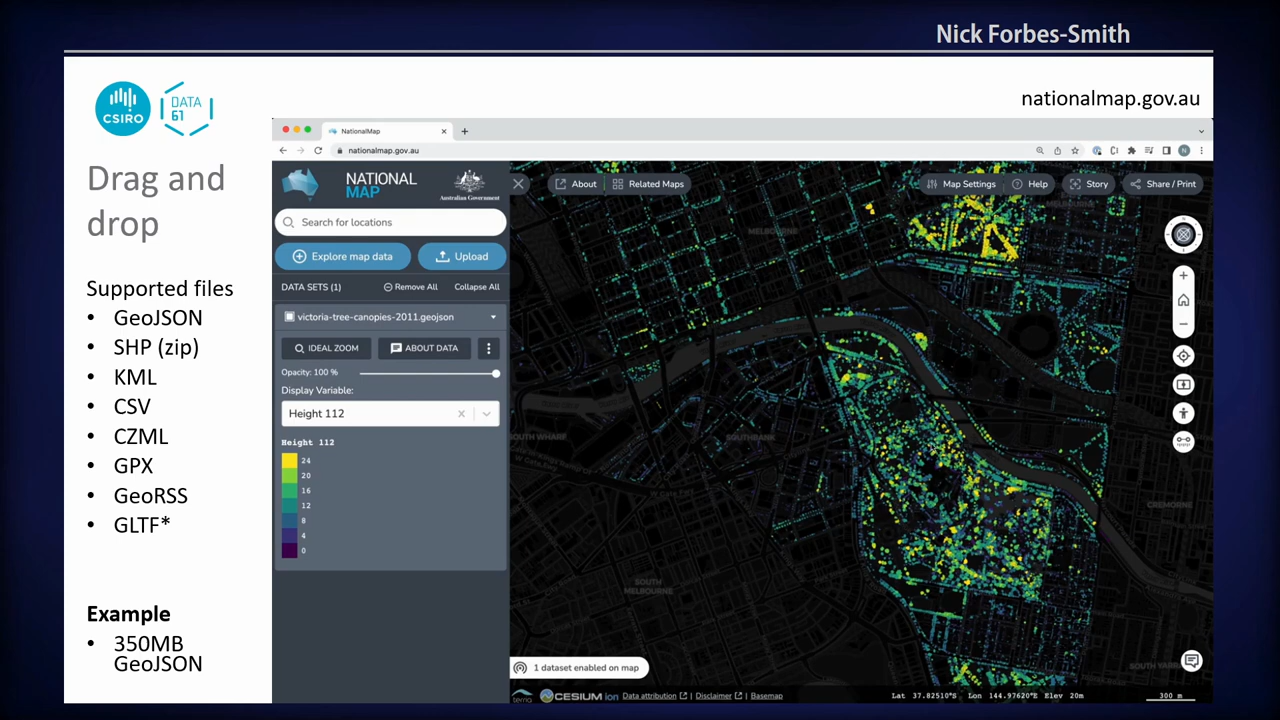 Nick Forbes-Smith
nationalmap.gov.au
CSIRO
DATA
61
Drag and
drop
Supported files
• GeoJSON
• SHP (zip)
• KML
• CSV
• CZML
• GPX
• GeoRSS
• GLTF*
Example
• 350MB
GeoJSON
NationalMap
nationalmap.gov.au
NATIONAL
MAP
Australian Government
Search for locations
Explore map data
Upload
DATA SETS (1)
Remove All
Collapse All
victoria-tree-canopies-2011.geojson
IDEAL ZOOM
ABOUT DATA
Opacity: 100 %
Display Variable:
Height 112
Height 112
24
20
16
12
8
4
0
About
Related Maps
Map Settings
Help
Story
Share / Print
MELBOURNE
SOUTHBANK
SOUTH WHARF
SOUTH
MELBOURNE
CREMORNE
1 dataset enabled on map
terria
CESIUM ion
Data attribution
| Disclaimer
| Basemap
Lat 37.82510°S Lon 144.97620°E Elev 20m
300 m